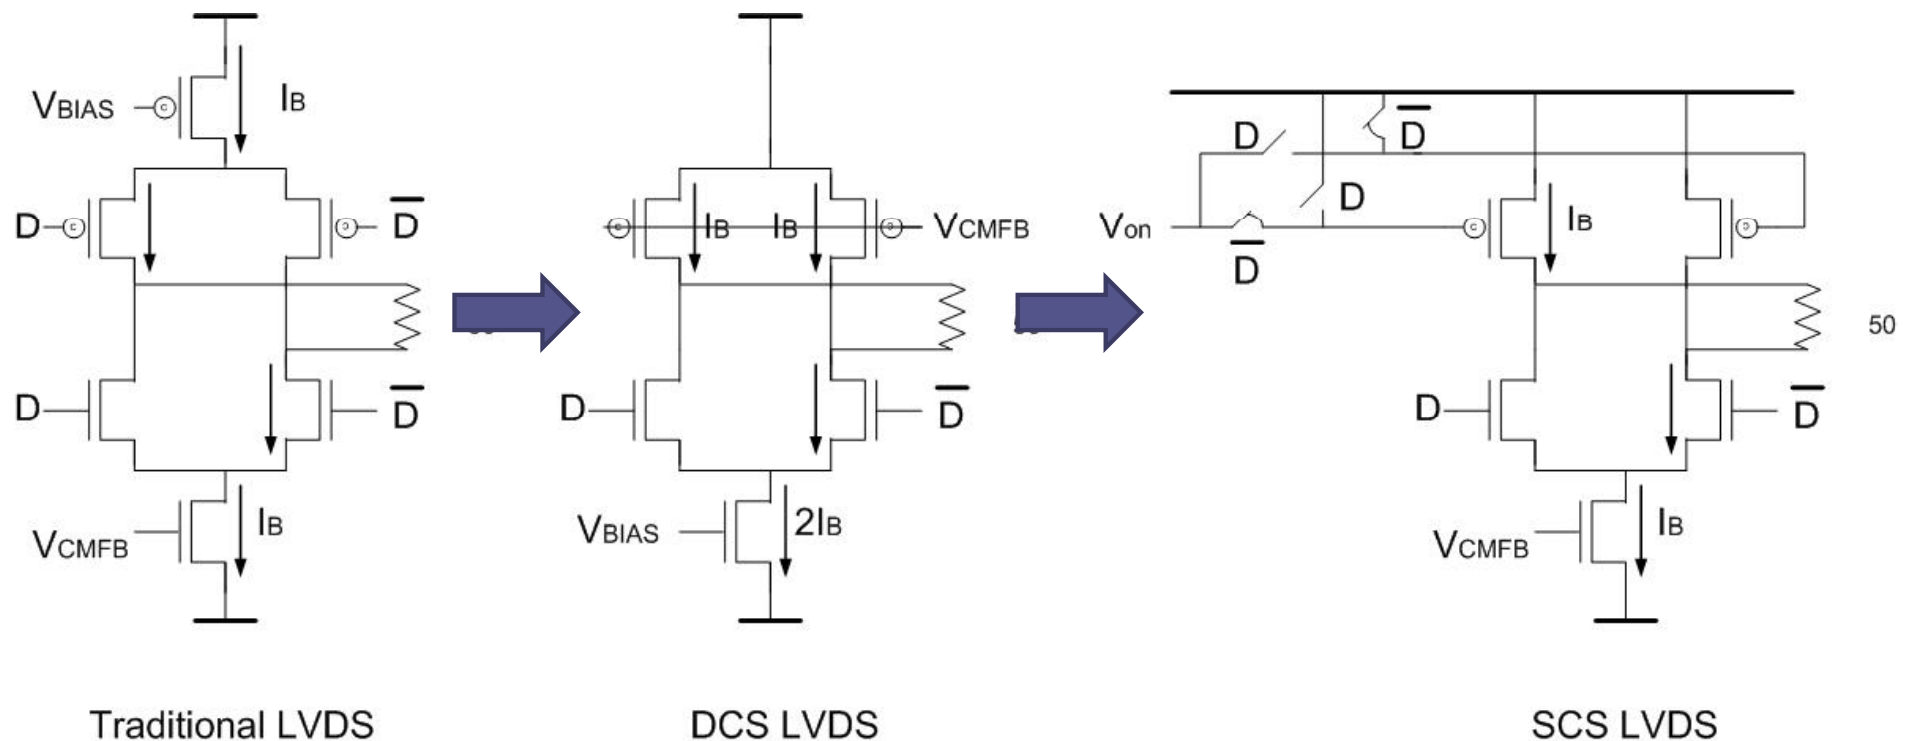 VBIAS
IB
D
D
D
D
VCMFB
IB
Traditional LVDS
IB
IB
VCMFB
D
D
VBIAS
2IB
DCS LVDS
D
D
D
Von
D
IB
50
D
D
VCMFB
IB
SCS LVDS